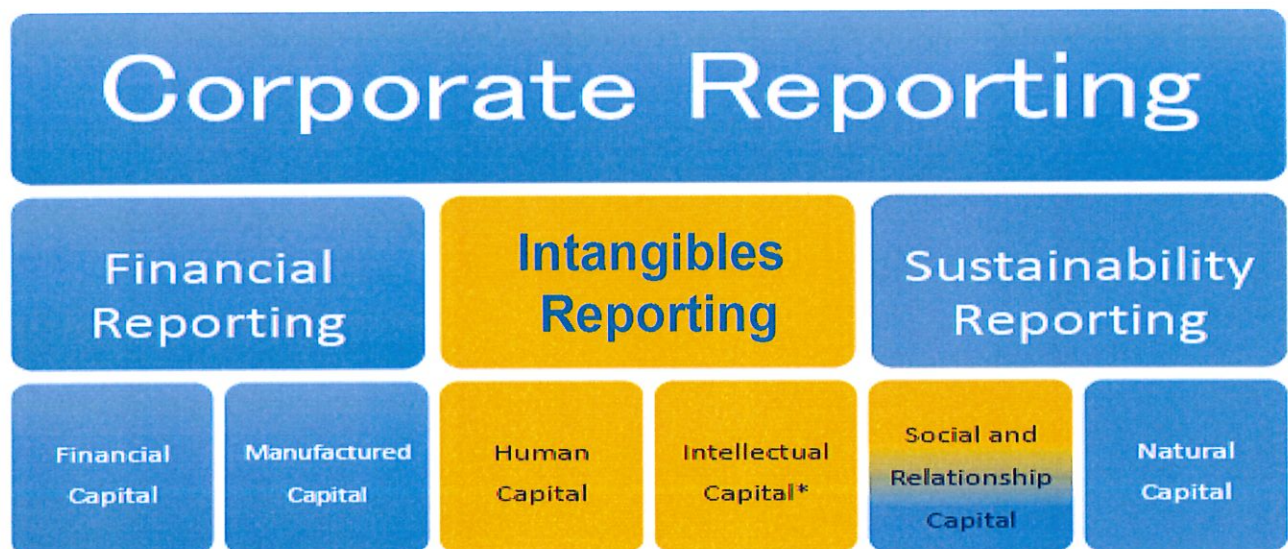 Corporate Reporting
Financial
Reporting
Intangibles
Reporting
Sustainability
Reporting
Financial
Capital
Manufactured
Capital
Human
Capital
Intellectual
Capital*
Social and
Relationship
Capital
Natural
Capital